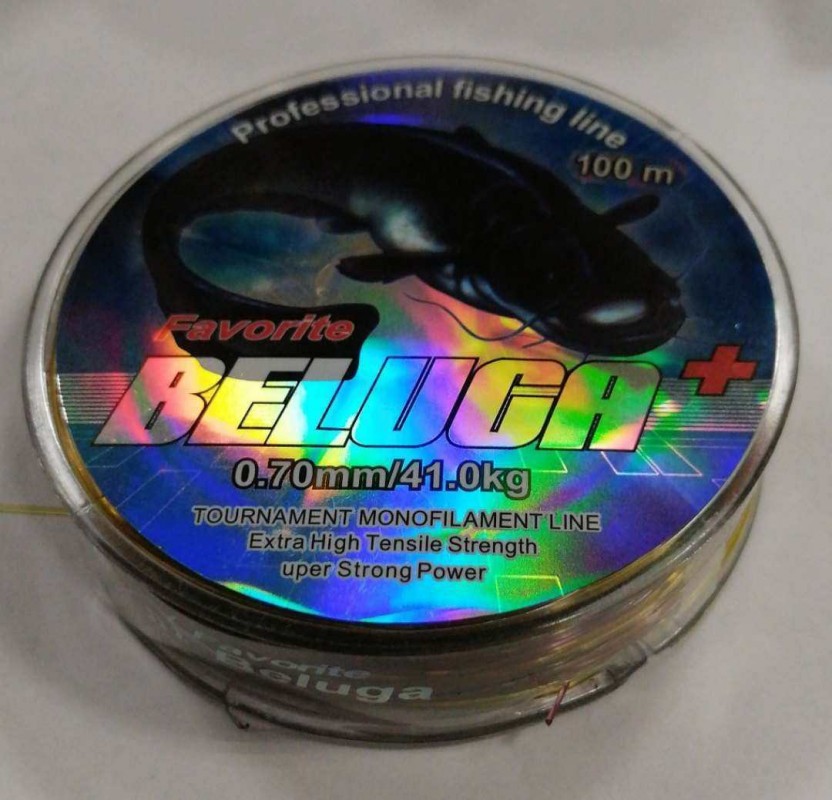 Professional fishing line
100 m
Favorite
BELUGA+
0.70mm/41.0kg
TOURNAMENT MONOFILAMENT LINE
Extra High Tensile Strength
uper Strong Power
Favorite
Beluga